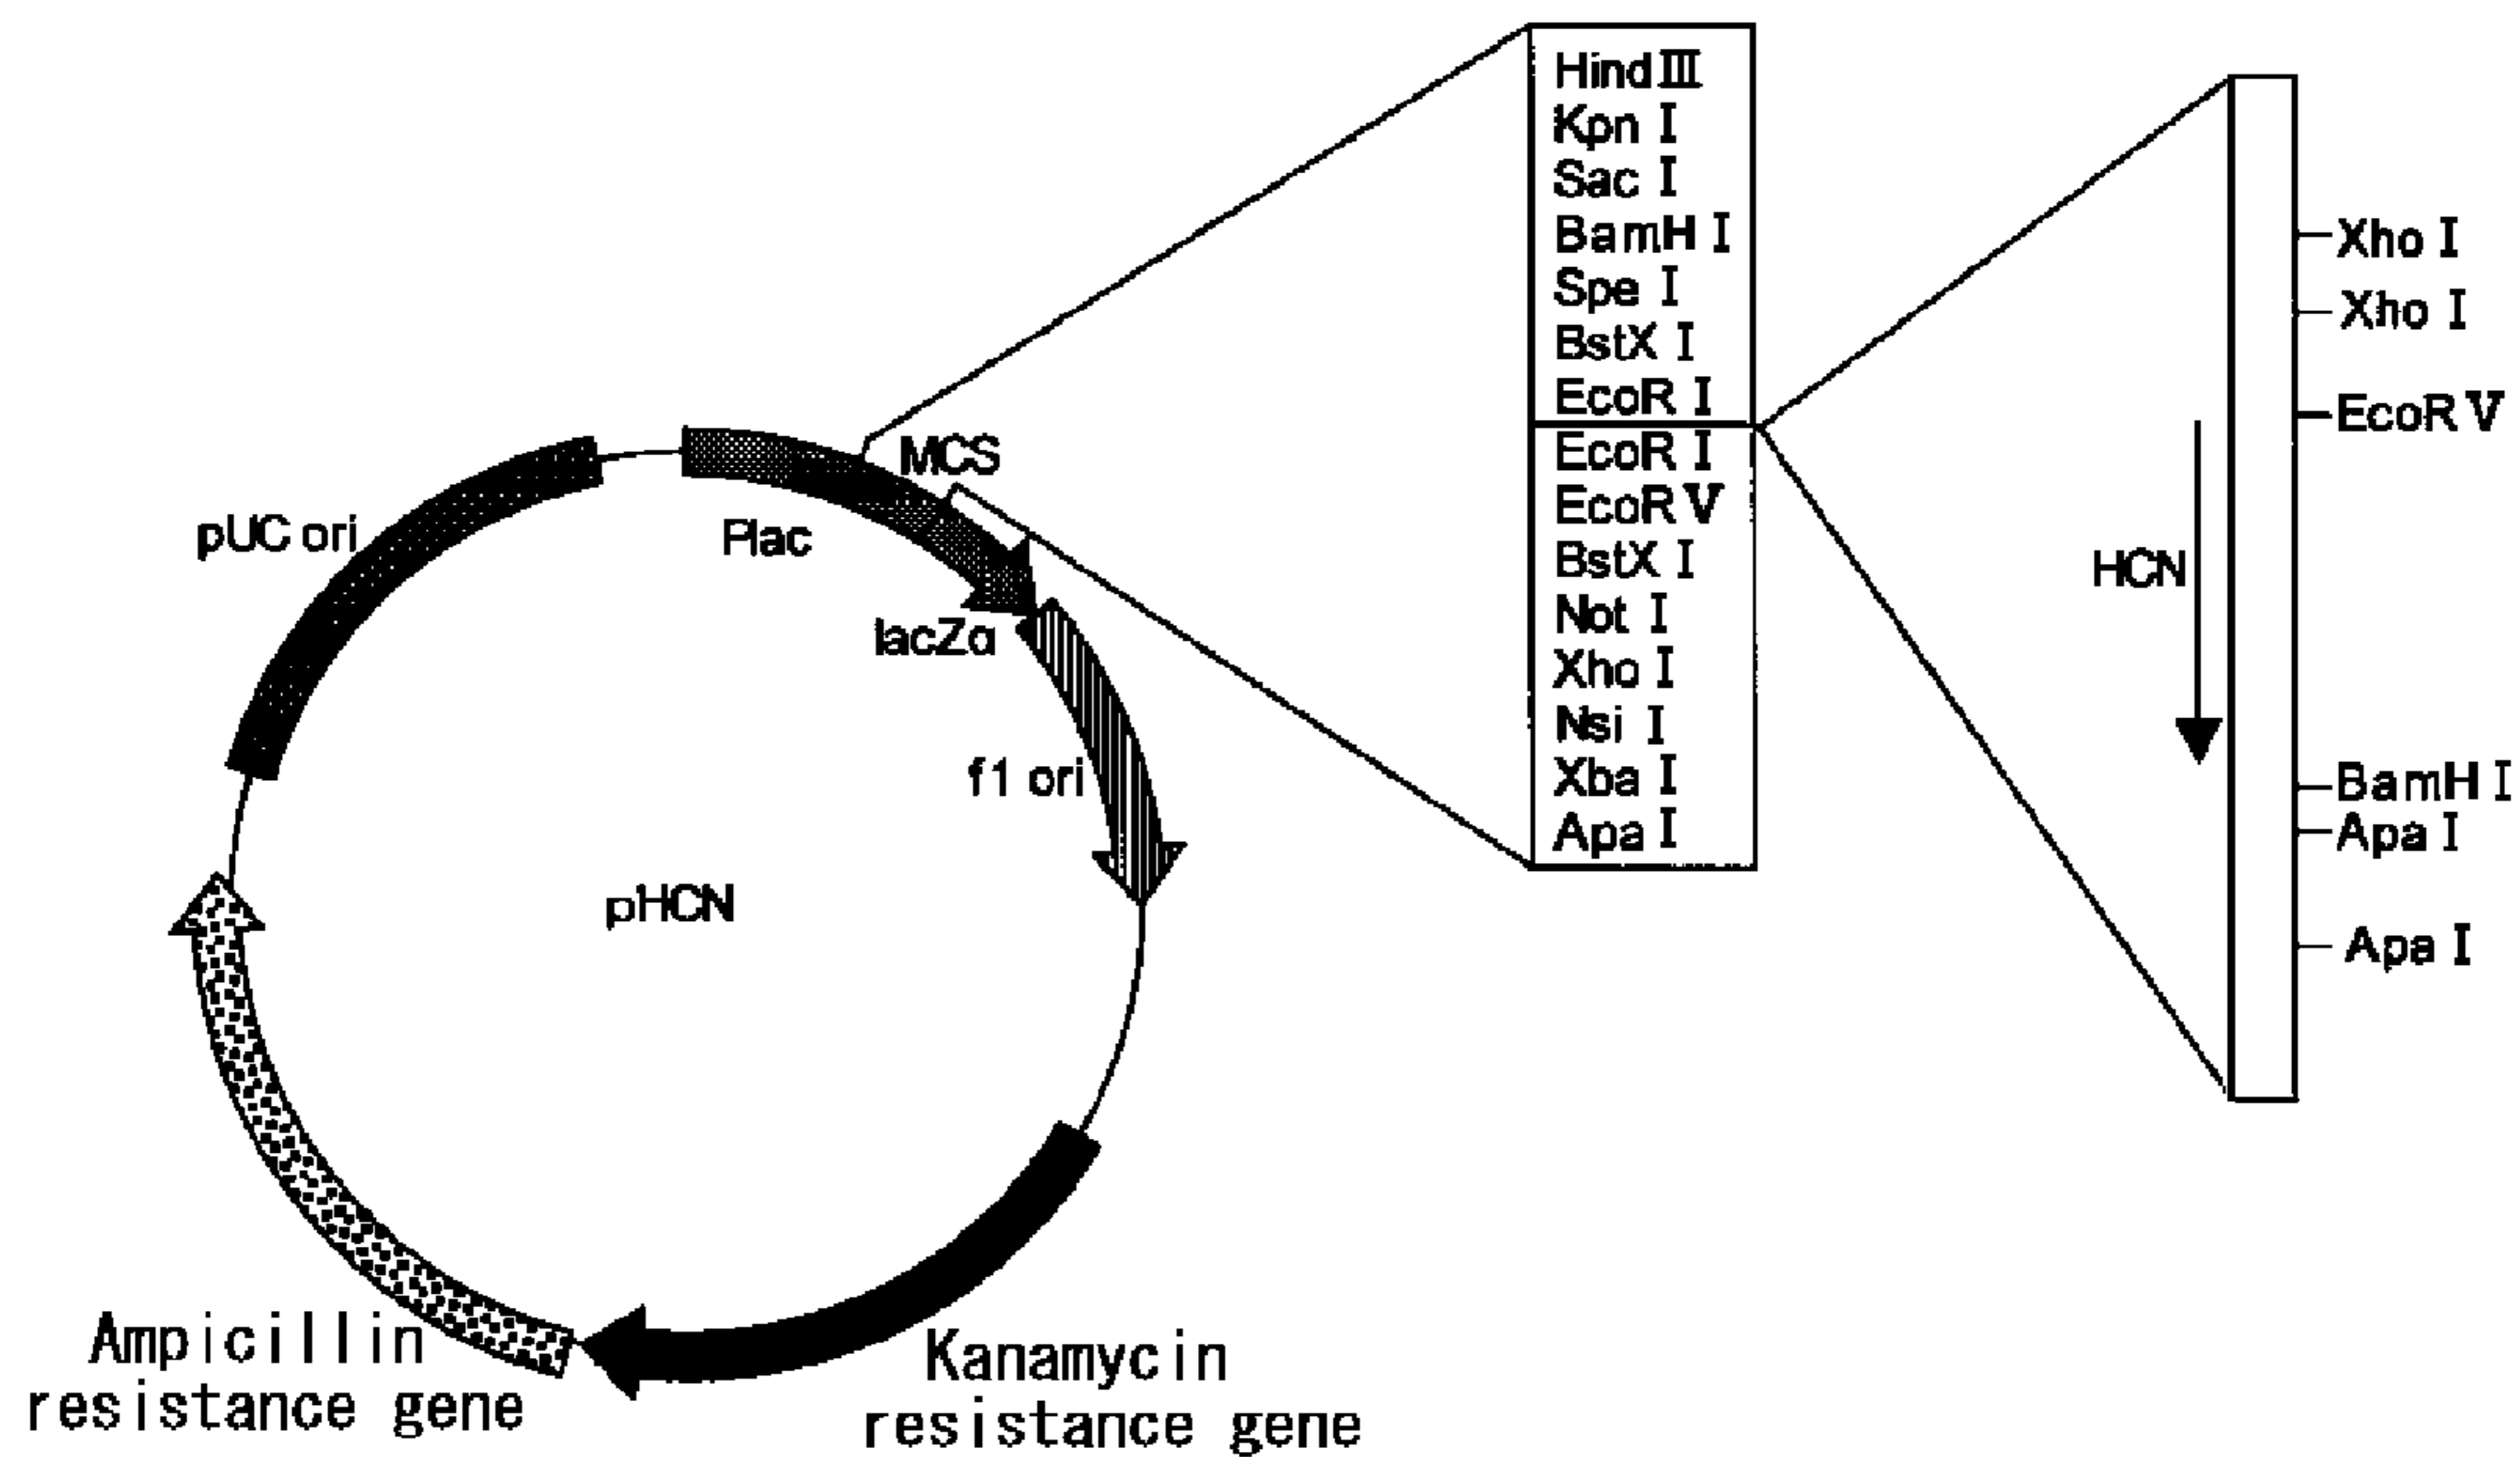 Hind III
Kpn I
Sac I
BamH I
Spe I
BstX I
EcoR I
EcoR I
EcoR V
BstX I
Not I
Xho I
Nsi I
Xba I
Apa I
Xho I
Xho I
EcoR V
HCN
BamH I
Apa I
Apa I
MCS
pUC ori
Plac
lacZα
f1 ori
pHCN
Ampicillin
resistance gene
Kanamycin
resistance gene